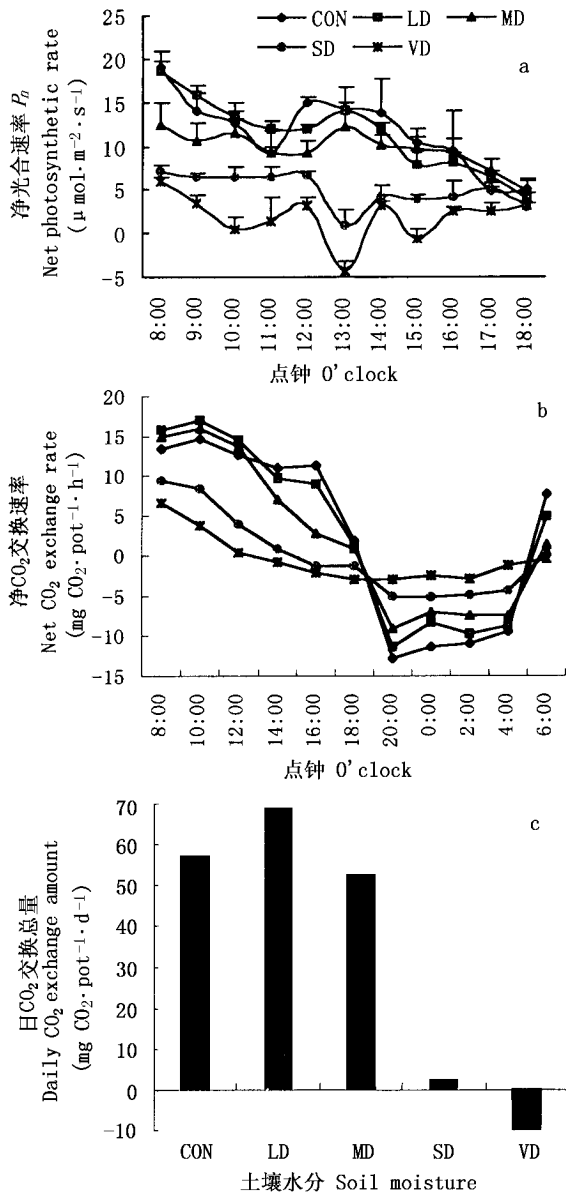 CON LD MD
SD VD
a
净光合速率 Pn
Net photosynthetic rate
(μ mol·m⁻²·s⁻¹)
25
20
15
10
5
0
-5
8:00 9:00 10:00 11:00 12:00 13:00 14:00 15:00 16:00 17:00 18:00
点钟 O'clock
b
净CO₂交换速率
Net CO₂ exchange rate
(mg CO₂·pot⁻¹·h⁻¹)
20
15
10
5
0
-5
-10
-15
8:00 10:00 12:00 14:00 16:00 18:00 20:00 0:00 2:00 4:00 6:00
点钟 O'clock
c
日CO₂交换总量
Daily CO₂ exchange amount
(mg CO₂·pot⁻¹·d⁻¹)
70
60
50
40
30
20
10
0
-10
CON LD MD SD VD
土壤水分 Soil moisture